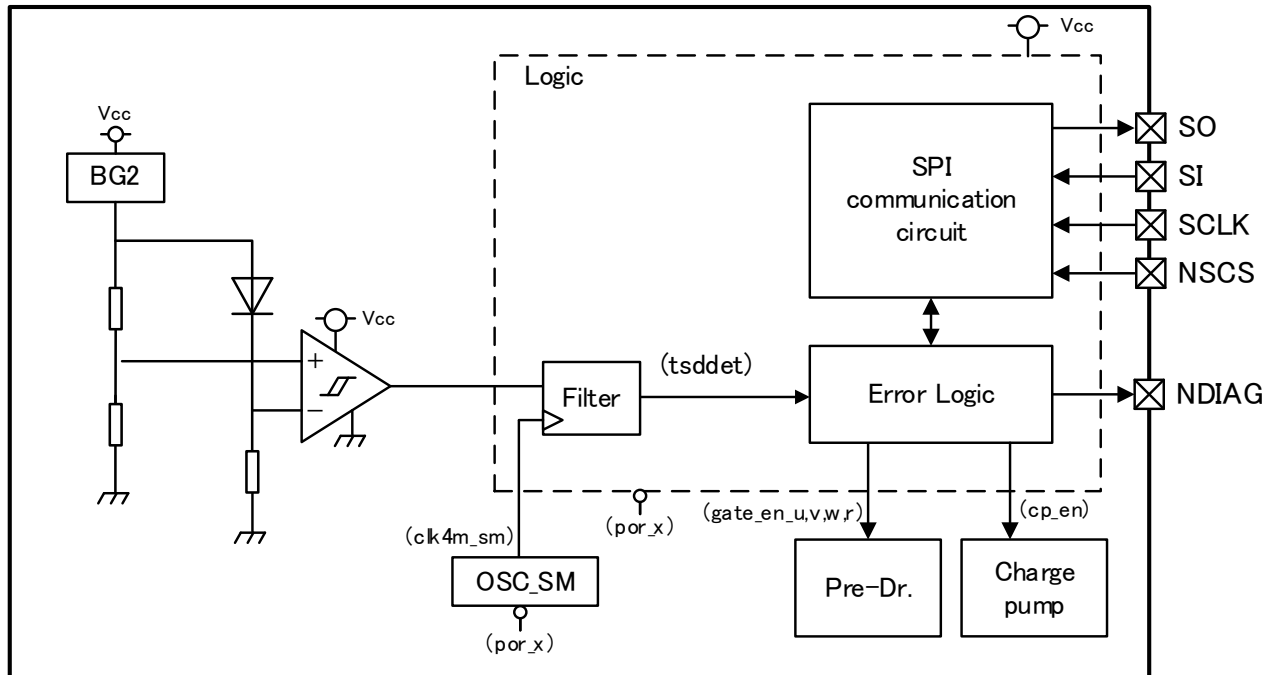 Vcc
Logic
Vcc
BG2
SPI
communication
circuit
SO
SI
SCLK
NSCS
Vcc
+
−
Filter
(tsddet)
Error Logic
NDIAG
(clk4m_sm)
(por_x)
(gate_en_u,v,w,r)
(cp_en)
OSC_SM
(por_x)
Pre-Dr.
Charge
pump